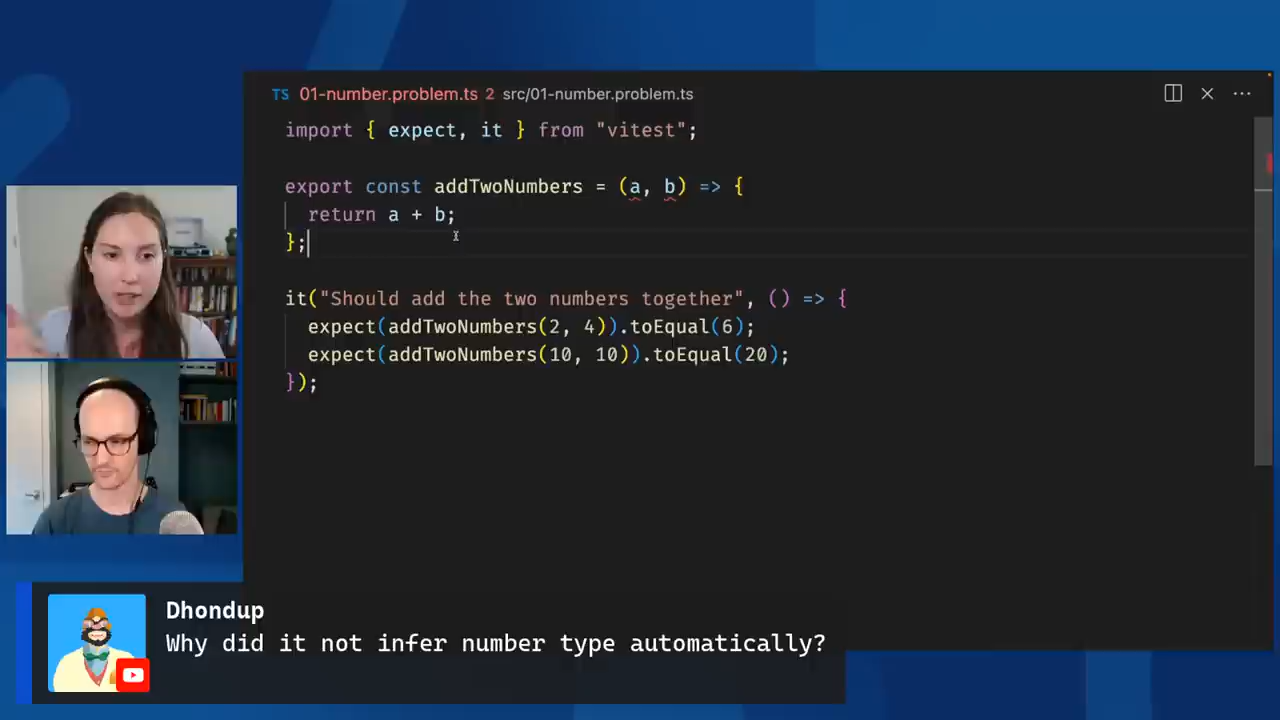 TS 01-number.problem.ts 2 src/01-number.problem.ts
import { expect, it } from "vitest";
export const addTwoNumbers = (a, b) => {
  return a + b;
};
it("Should add the two numbers together", () => {
  expect(addTwoNumbers(2, 4)).toEqual(6);
  expect(addTwoNumbers(10, 10)).toEqual(20);
});
Dhondup
Why did it not infer number type automatically?